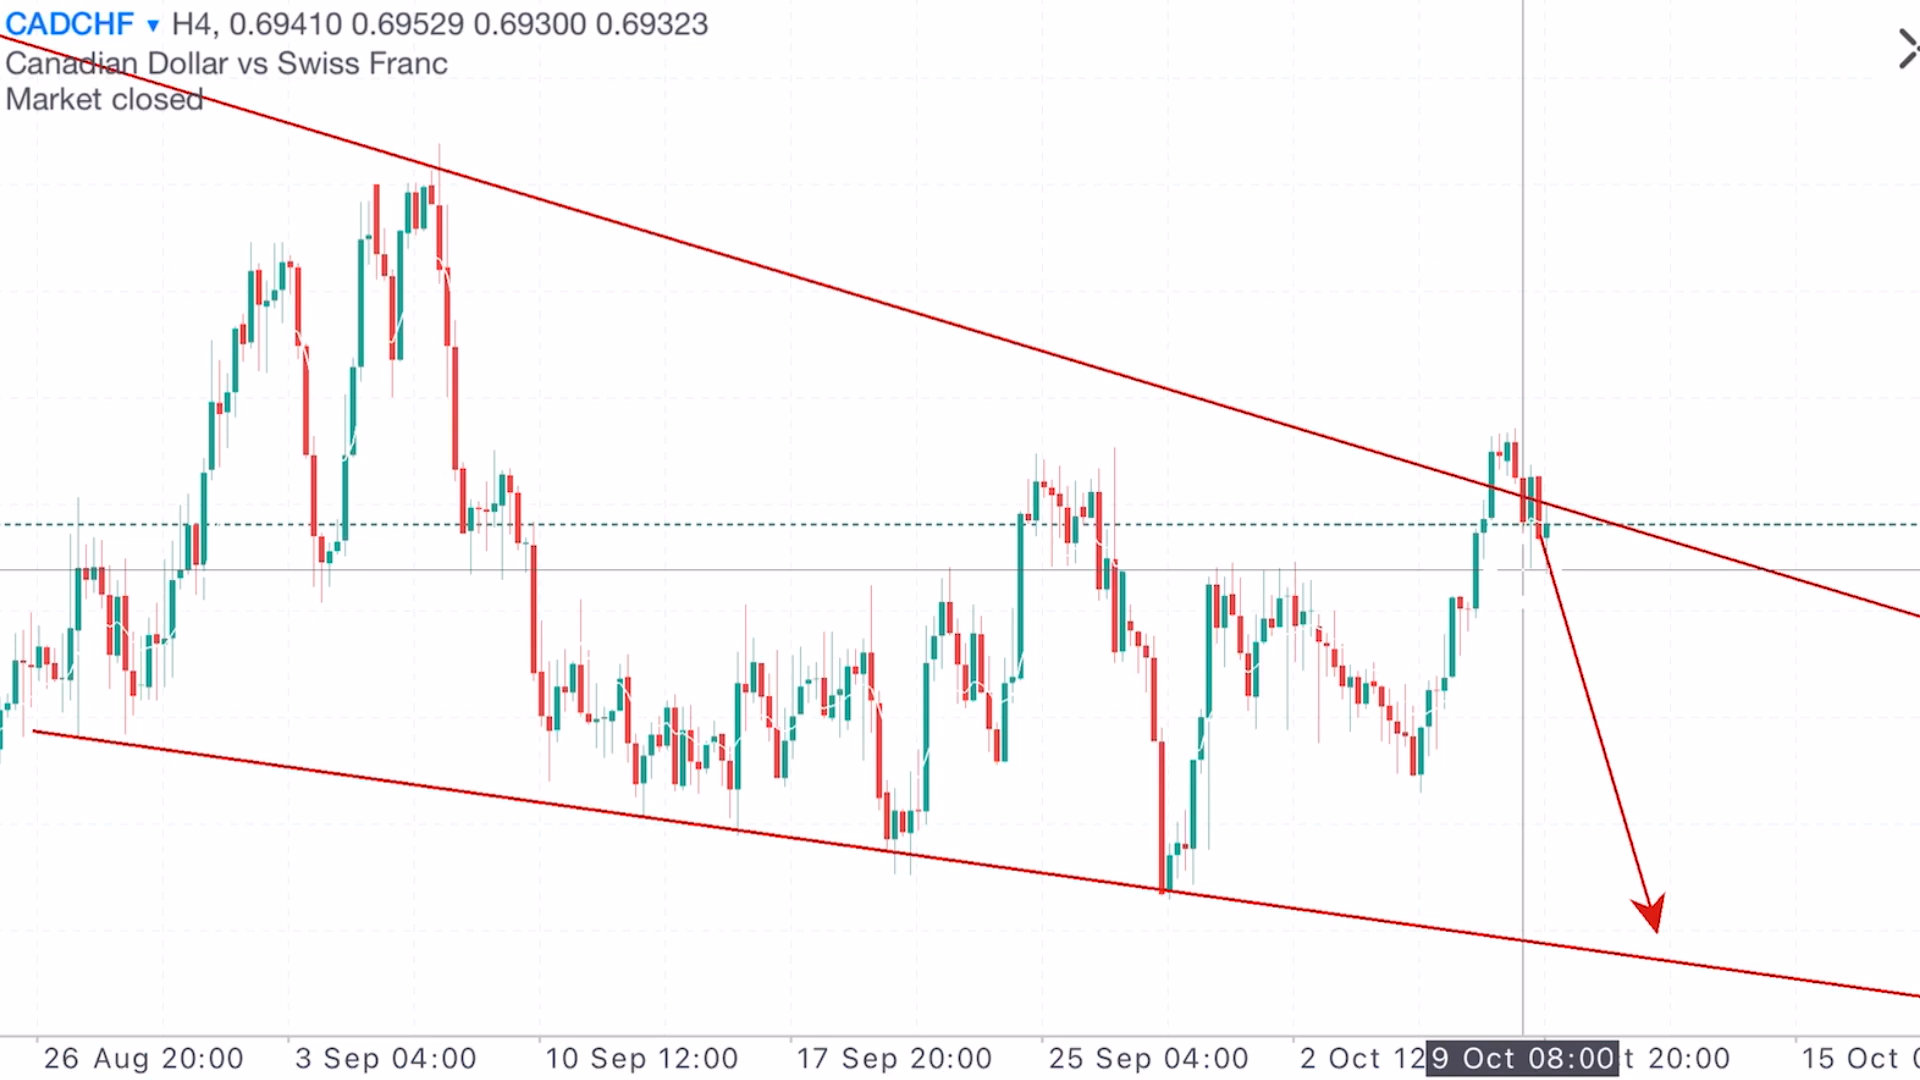 CADCHF ▾ H4, 0.69410 0.69529 0.69300 0.69323
Canadian Dollar vs Swiss Franc
Market closed
26 Aug 20:00 3 Sep 04:00 10 Sep 12:00 17 Sep 20:00 25 Sep 04:00 2 Oct 12 9 Oct 08:00 t 20:00 15 Oct